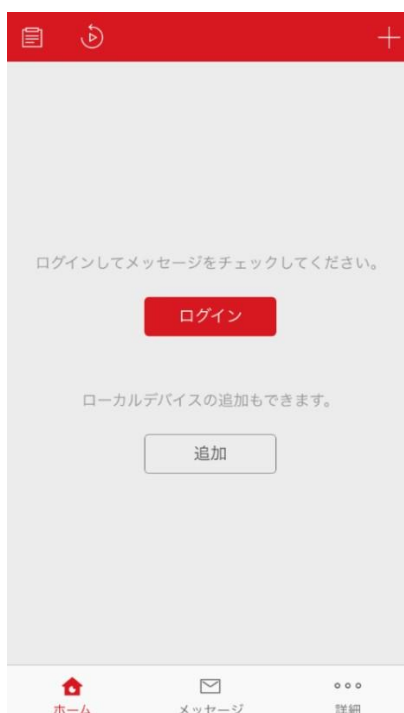 ログインしてメッセージをチェックしてください。
ログイン
ローカルデバイスの追加もできます。
追加
ホーム
メッセージ
詳細